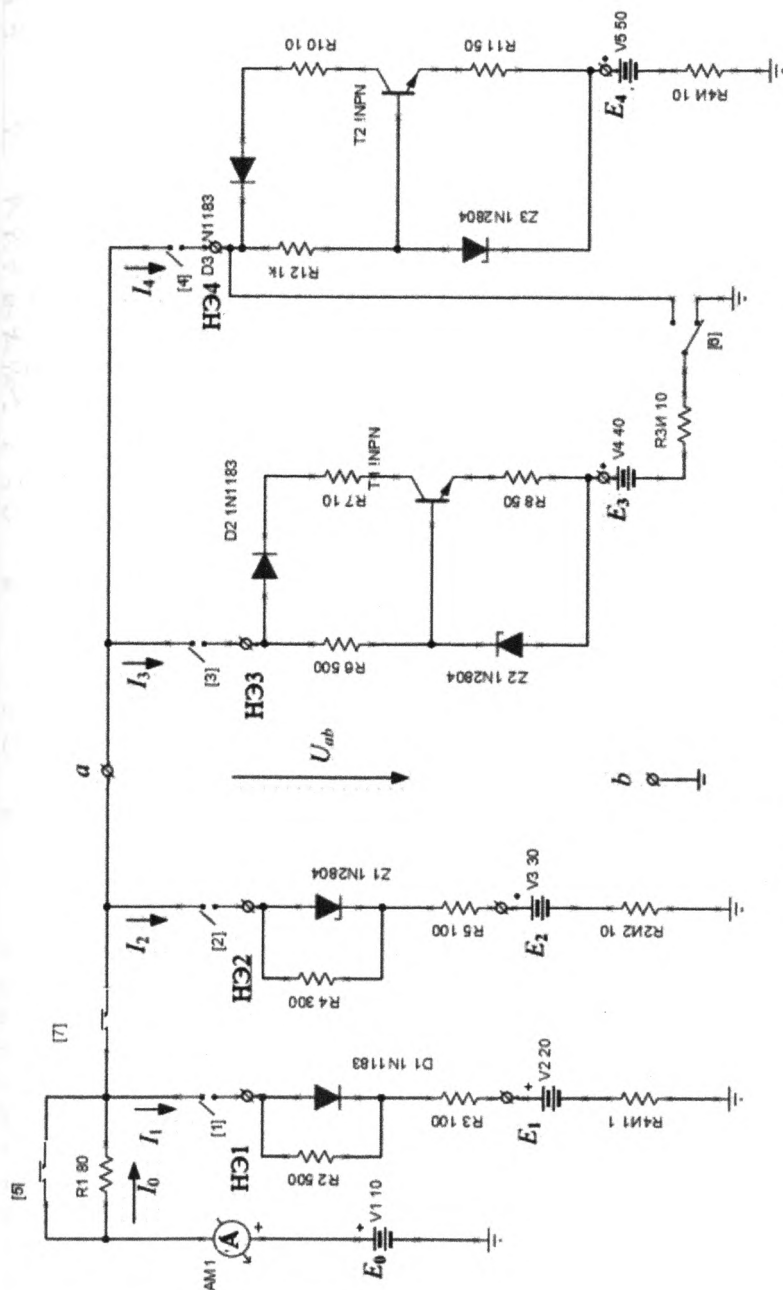 [5]
R1 80
I₀
AM1
A
+
E₀
+
V1 10
I₁
[1]
НЭ1
R2 500
D1 1N1183
R3 100
E₁
+
V2 20
R4И1 1
[7]
I₂
[2]
НЭ2
R4 300
Z1 1N2804
R5 100
E₂
V3 30
R2И2 10
a
U_ab
b
I₃
[3]
НЭ3
D2 1N1183
R6 500
R7 10
!NPN
Z2 1N2804
R8 50
E₃
V4 40
R3И 10
[6]
I₄
[4]
НЭ4
D3
N1183
R12 1k
R10 10
T2 !NPN
Z3 1N2804
R11 50
E₄
V5 50
R4И 10